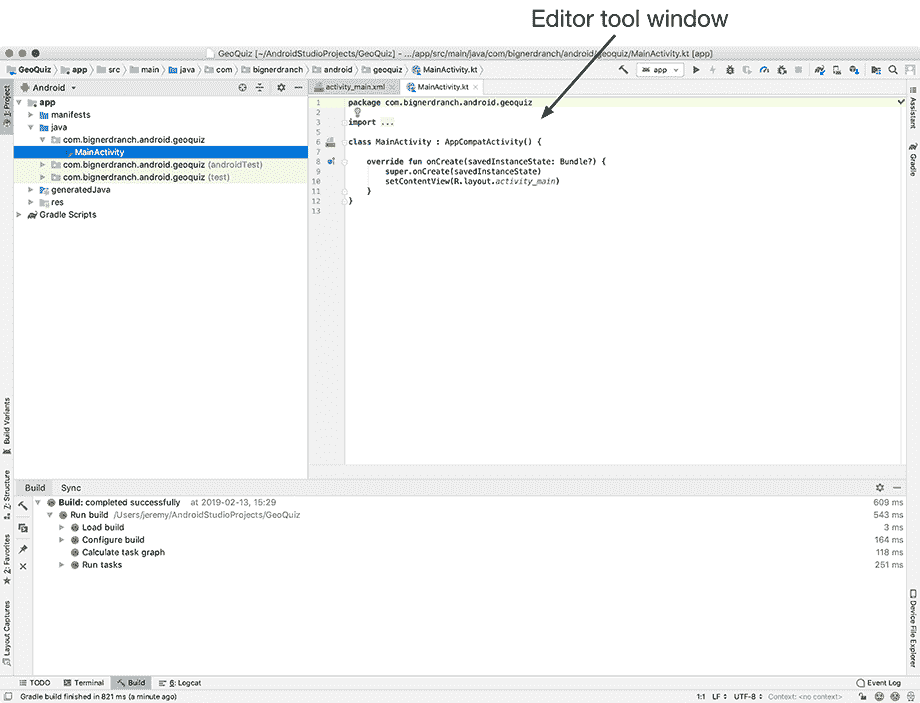 Editor tool window
GeoQuiz [~/AndroidStudioProjects/GeoQuiz] - .../app/src/main/java/com/bignerdranch/android/geoquiz/MainActivity.kt [app]
GeoQuiz app src main java com bignerdranch android geoquiz MainActivity.kt app
1: Project
Android
activity_main.xml MainActivity.kt
app
manifests
java
com.bignerdranch.android.geoquiz
MainActivity
com.bignerdranch.android.geoquiz (androidTest)
com.bignerdranch.android.geoquiz (test)
generatedJava
res
Gradle Scripts
1 package com.bignerdranch.android.geoquiz
2
3 import ...
6 class MainActivity : AppCompatActivity() {
7
8 override fun onCreate(savedInstanceState: Bundle?) {
9 super.onCreate(savedInstanceState)
10 setContentView(R.layout.activity_main)
11 }
12 }
13
Assistant
Gradle
Build Variants
Z: Structure
2: Favorites
Layout Captures
Build Sync
Build: completed successfully at 2019-02-13, 15:29 609 ms
Run build /Users/jeremy/AndroidStudioProjects/GeoQuiz 543 ms
Load build 3 ms
Configure build 164 ms
Calculate task graph 118 ms
Run tasks 251 ms
Device File Explorer
TODO Terminal Build 6: Logcat Event Log
Gradle build finished in 821 ms (a minute ago) 1:1 LF UTF-8 Context: <no context>